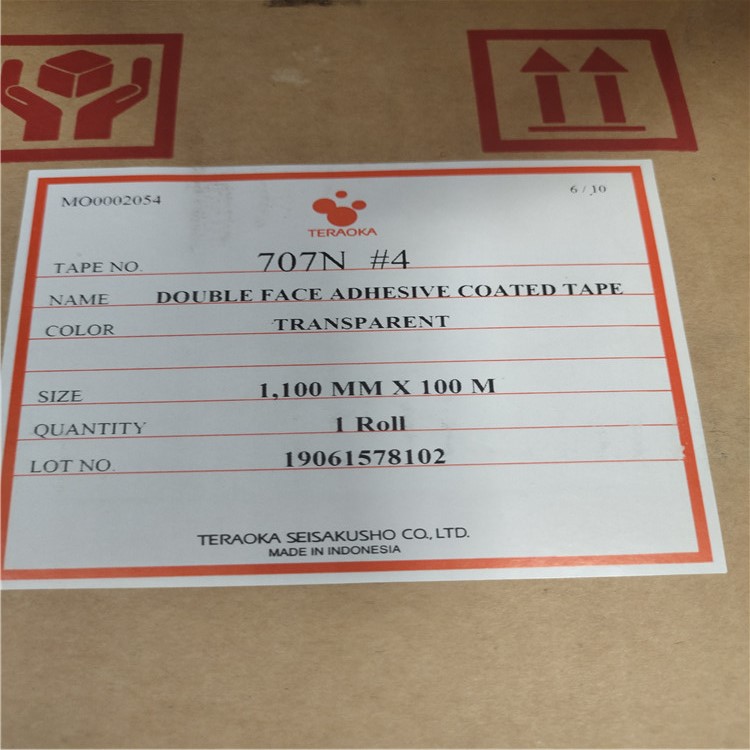 MO0002054
6 / 10
TERAOKA
TAPE NO. 707N #4
NAME DOUBLE FACE ADHESIVE COATED TAPE
COLOR TRANSPARENT
SIZE 1,100 MM X 100 M
QUANTITY 1 Roll
LOT NO. 19061578102
TERAOKA SEISAKUSHO CO., LTD.
MADE IN INDONESIA